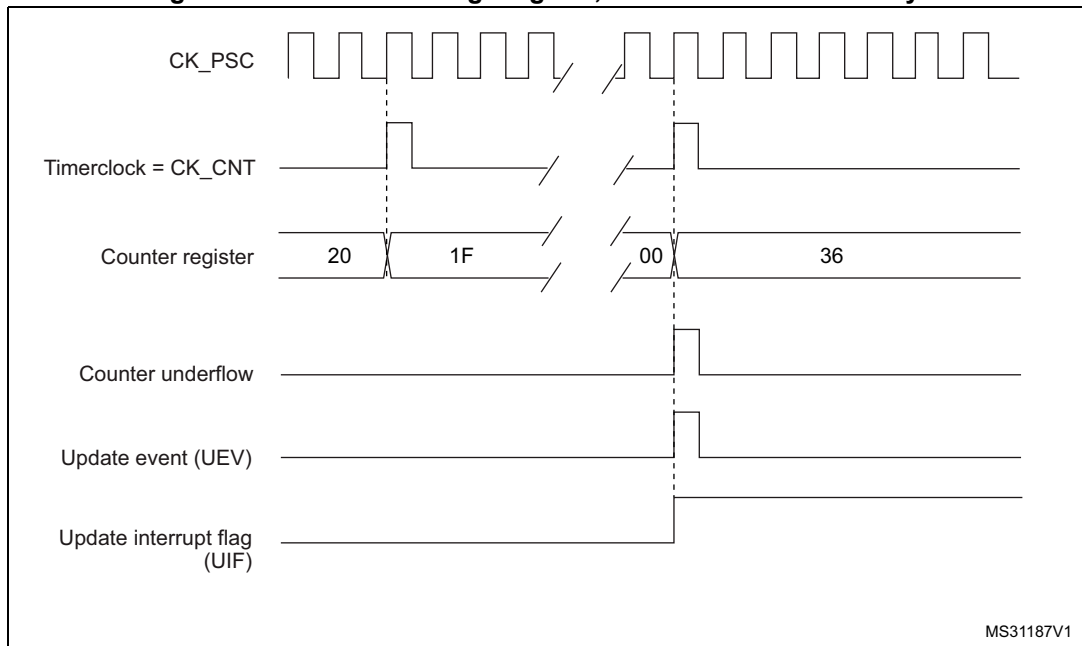 CK_PSC
Timerclock = CK_CNT
Counter register
20
1F
00
36
Counter underflow
Update event (UEV)
Update interrupt flag
(UIF)
MS31187V1